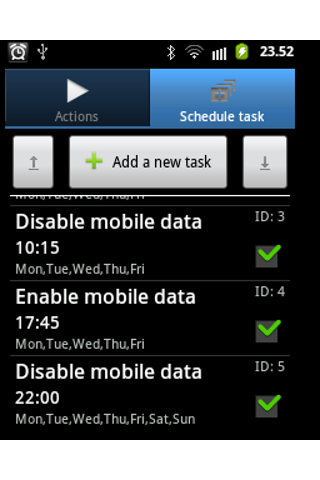 23.52
Actions
Schedule task
Add a new task
Mon,Tue,Wed,Thu,Fri
Disable mobile data
ID: 3
10:15
Mon,Tue,Wed,Thu,Fri
Enable mobile data
ID: 4
17:45
Mon,Tue,Wed,Thu,Fri
Disable mobile data
ID: 5
22:00
Mon,Tue,Wed,Thu,Fri,Sat,Sun